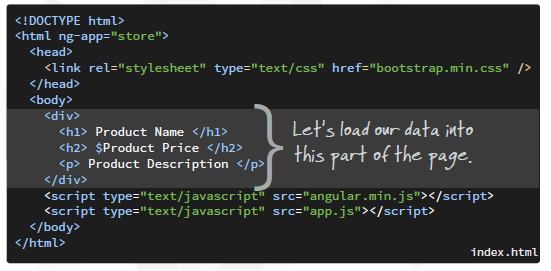 <!DOCTYPE html>
<html ng-app="store">
<head>
<link rel="stylesheet" type="text/css" href="bootstrap.min.css" />
</head>
<body>
<div>
<h1> Product Name </h1>
<h2> $Product Price </h2>
<p> Product Description </p>
</div>
Let's load our data into
this part of the page.
<script type="text/javascript" src="angular.min.js"></script>
<script type="text/javascript" src="app.js"></script>
</body>
</html>
index.html